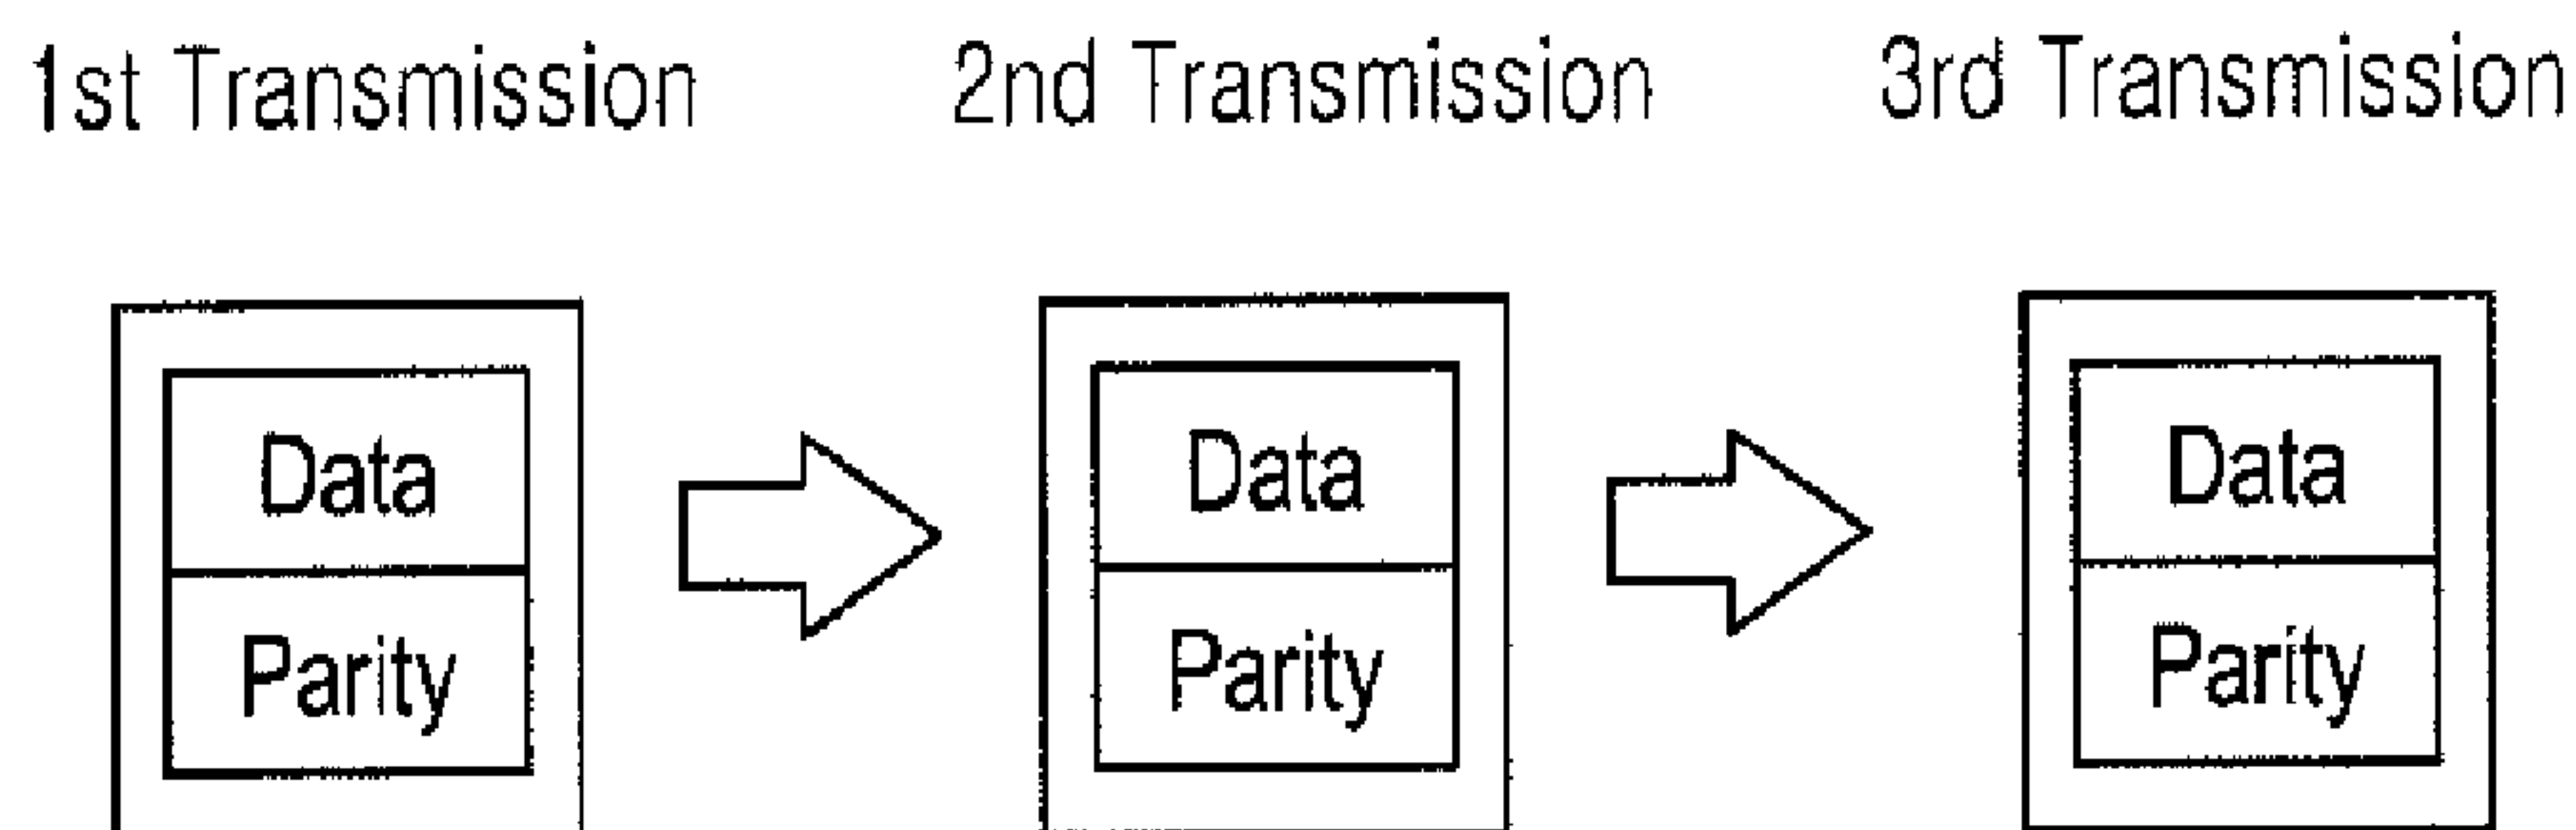 1st Transmission 2nd Transmission 3rd Transmission
Data Data Data
Parity Parity Parity